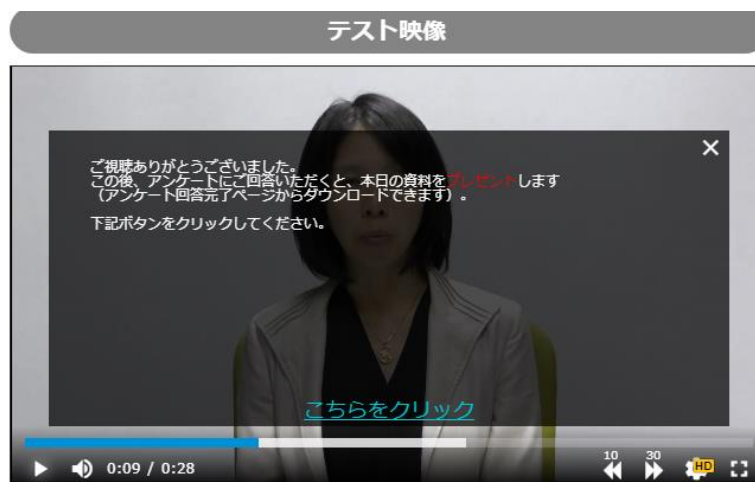 テスト映像
ご視聴ありがとうございました。
この後、アンケートにご回答いただくと、本日の資料をプレゼントします
（アンケート回答完了ページからダウンロードできます）。
下記ボタンをクリックしてください。
こちらをクリック
0:09 / 0:28
10
30
HD